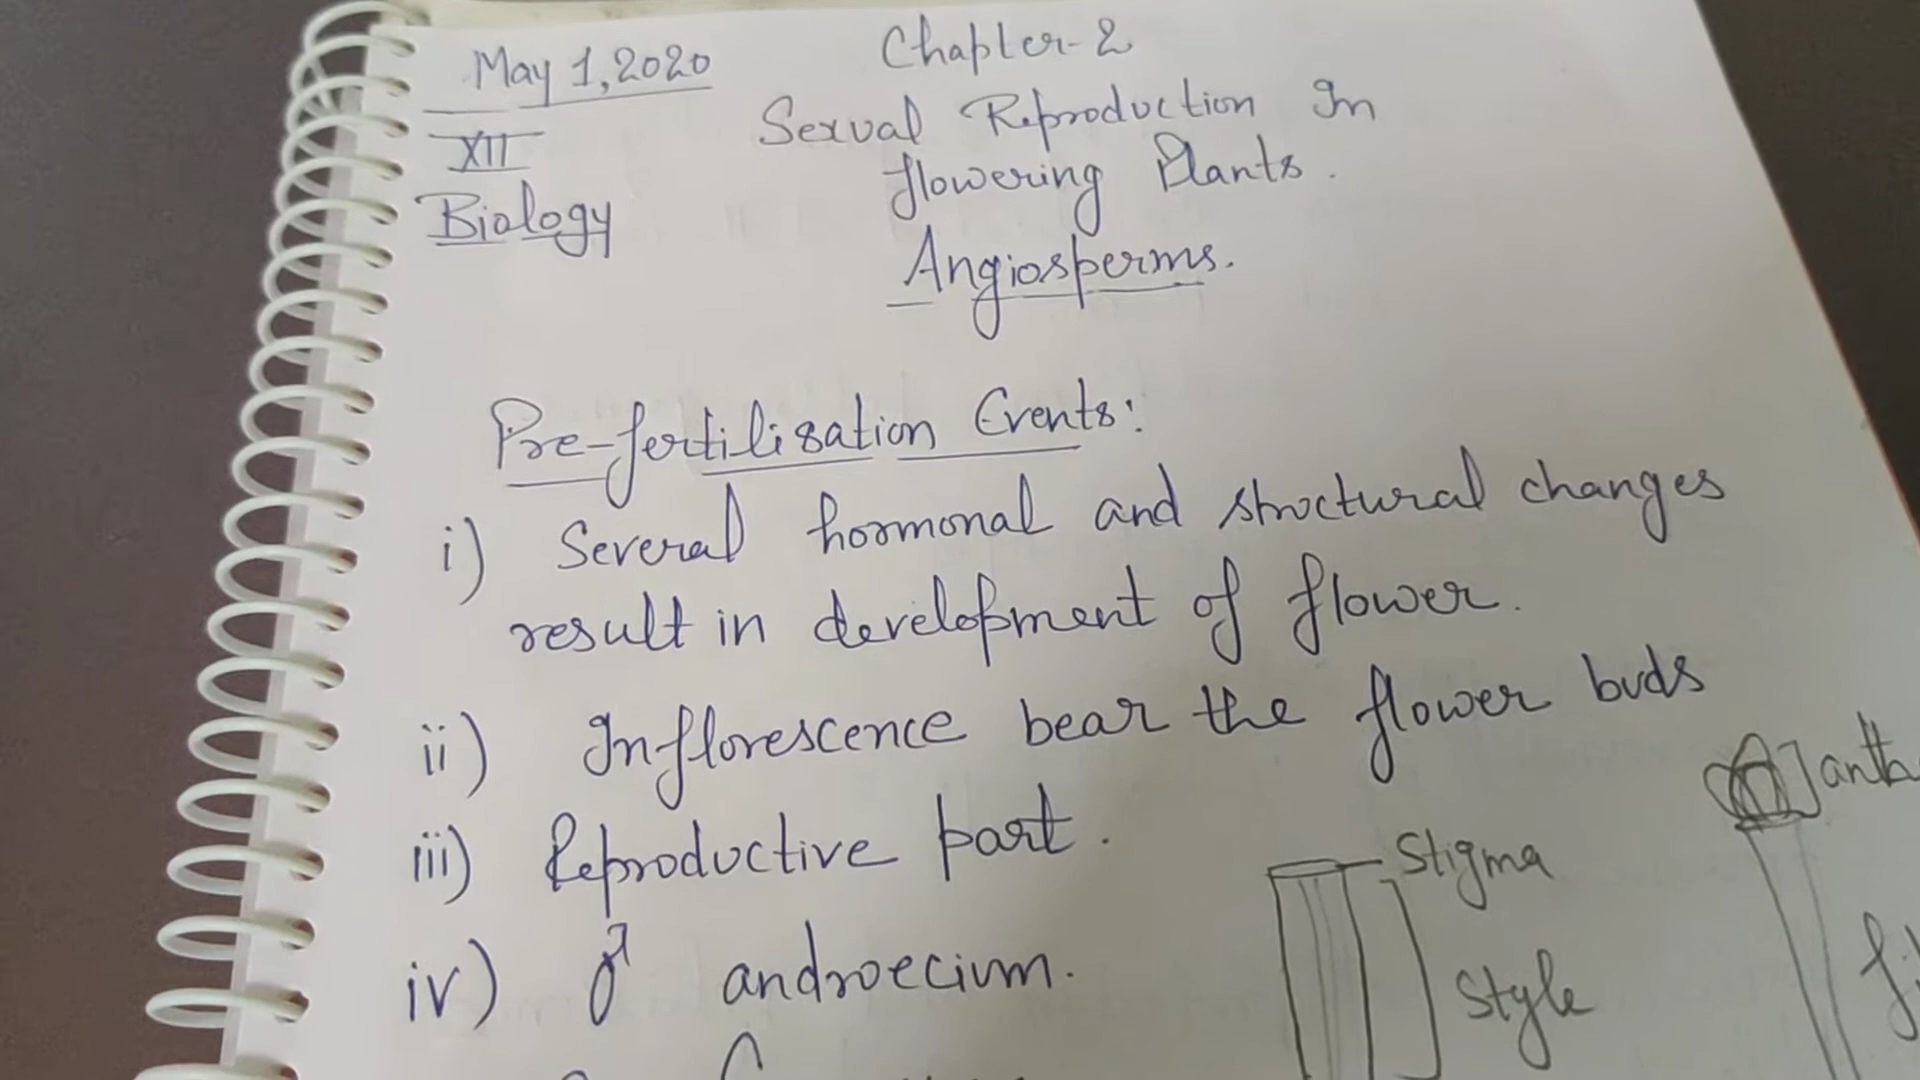 May 1, 2020
XII
Biology
Chapter-2
Sexual Reproduction In
flowering Plants.
Angiosperms.
Pre-fertilisation Events:
i) Several hormonal and structural changes
result in development of flower.
ii) Inflorescence bear the flower buds
iii) Reproductive part.
iv) ♂ androecium.
Stigma
Style